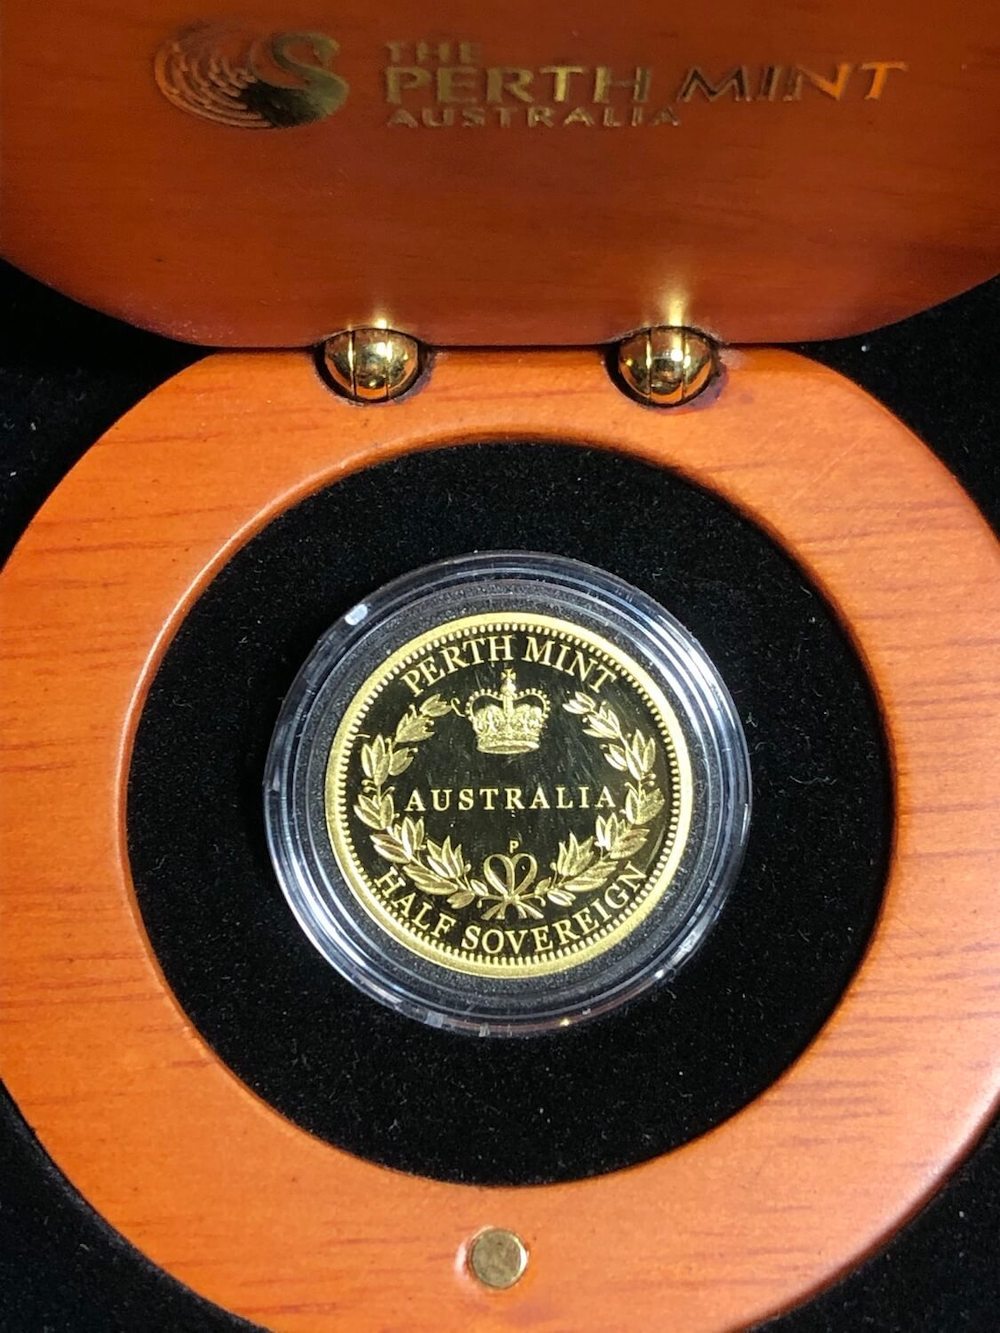 THE
PERTH MINT
AUSTRALIA
PERTH MINT
AUSTRALIA
P
HALF SOVEREIGN